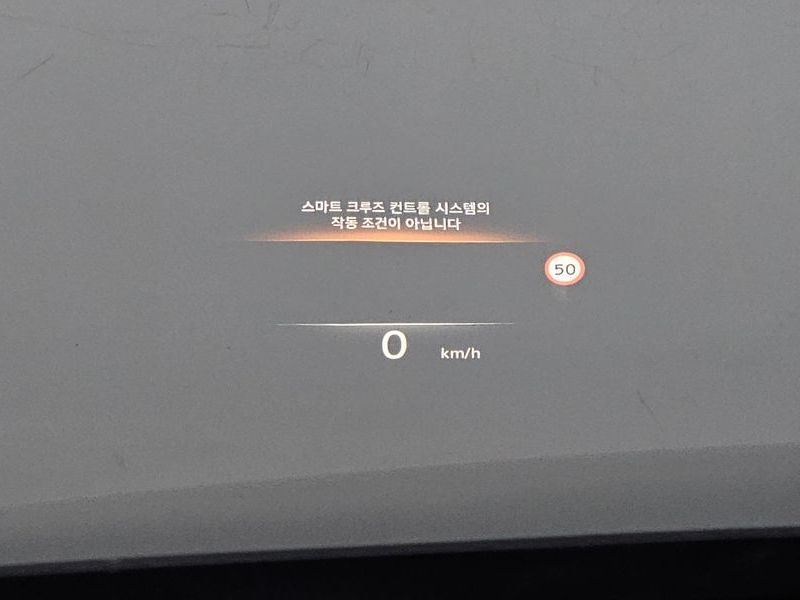 스마트 크루즈 컨트롤 시스템의
작동 조건이 아닙니다
50
0 km/h